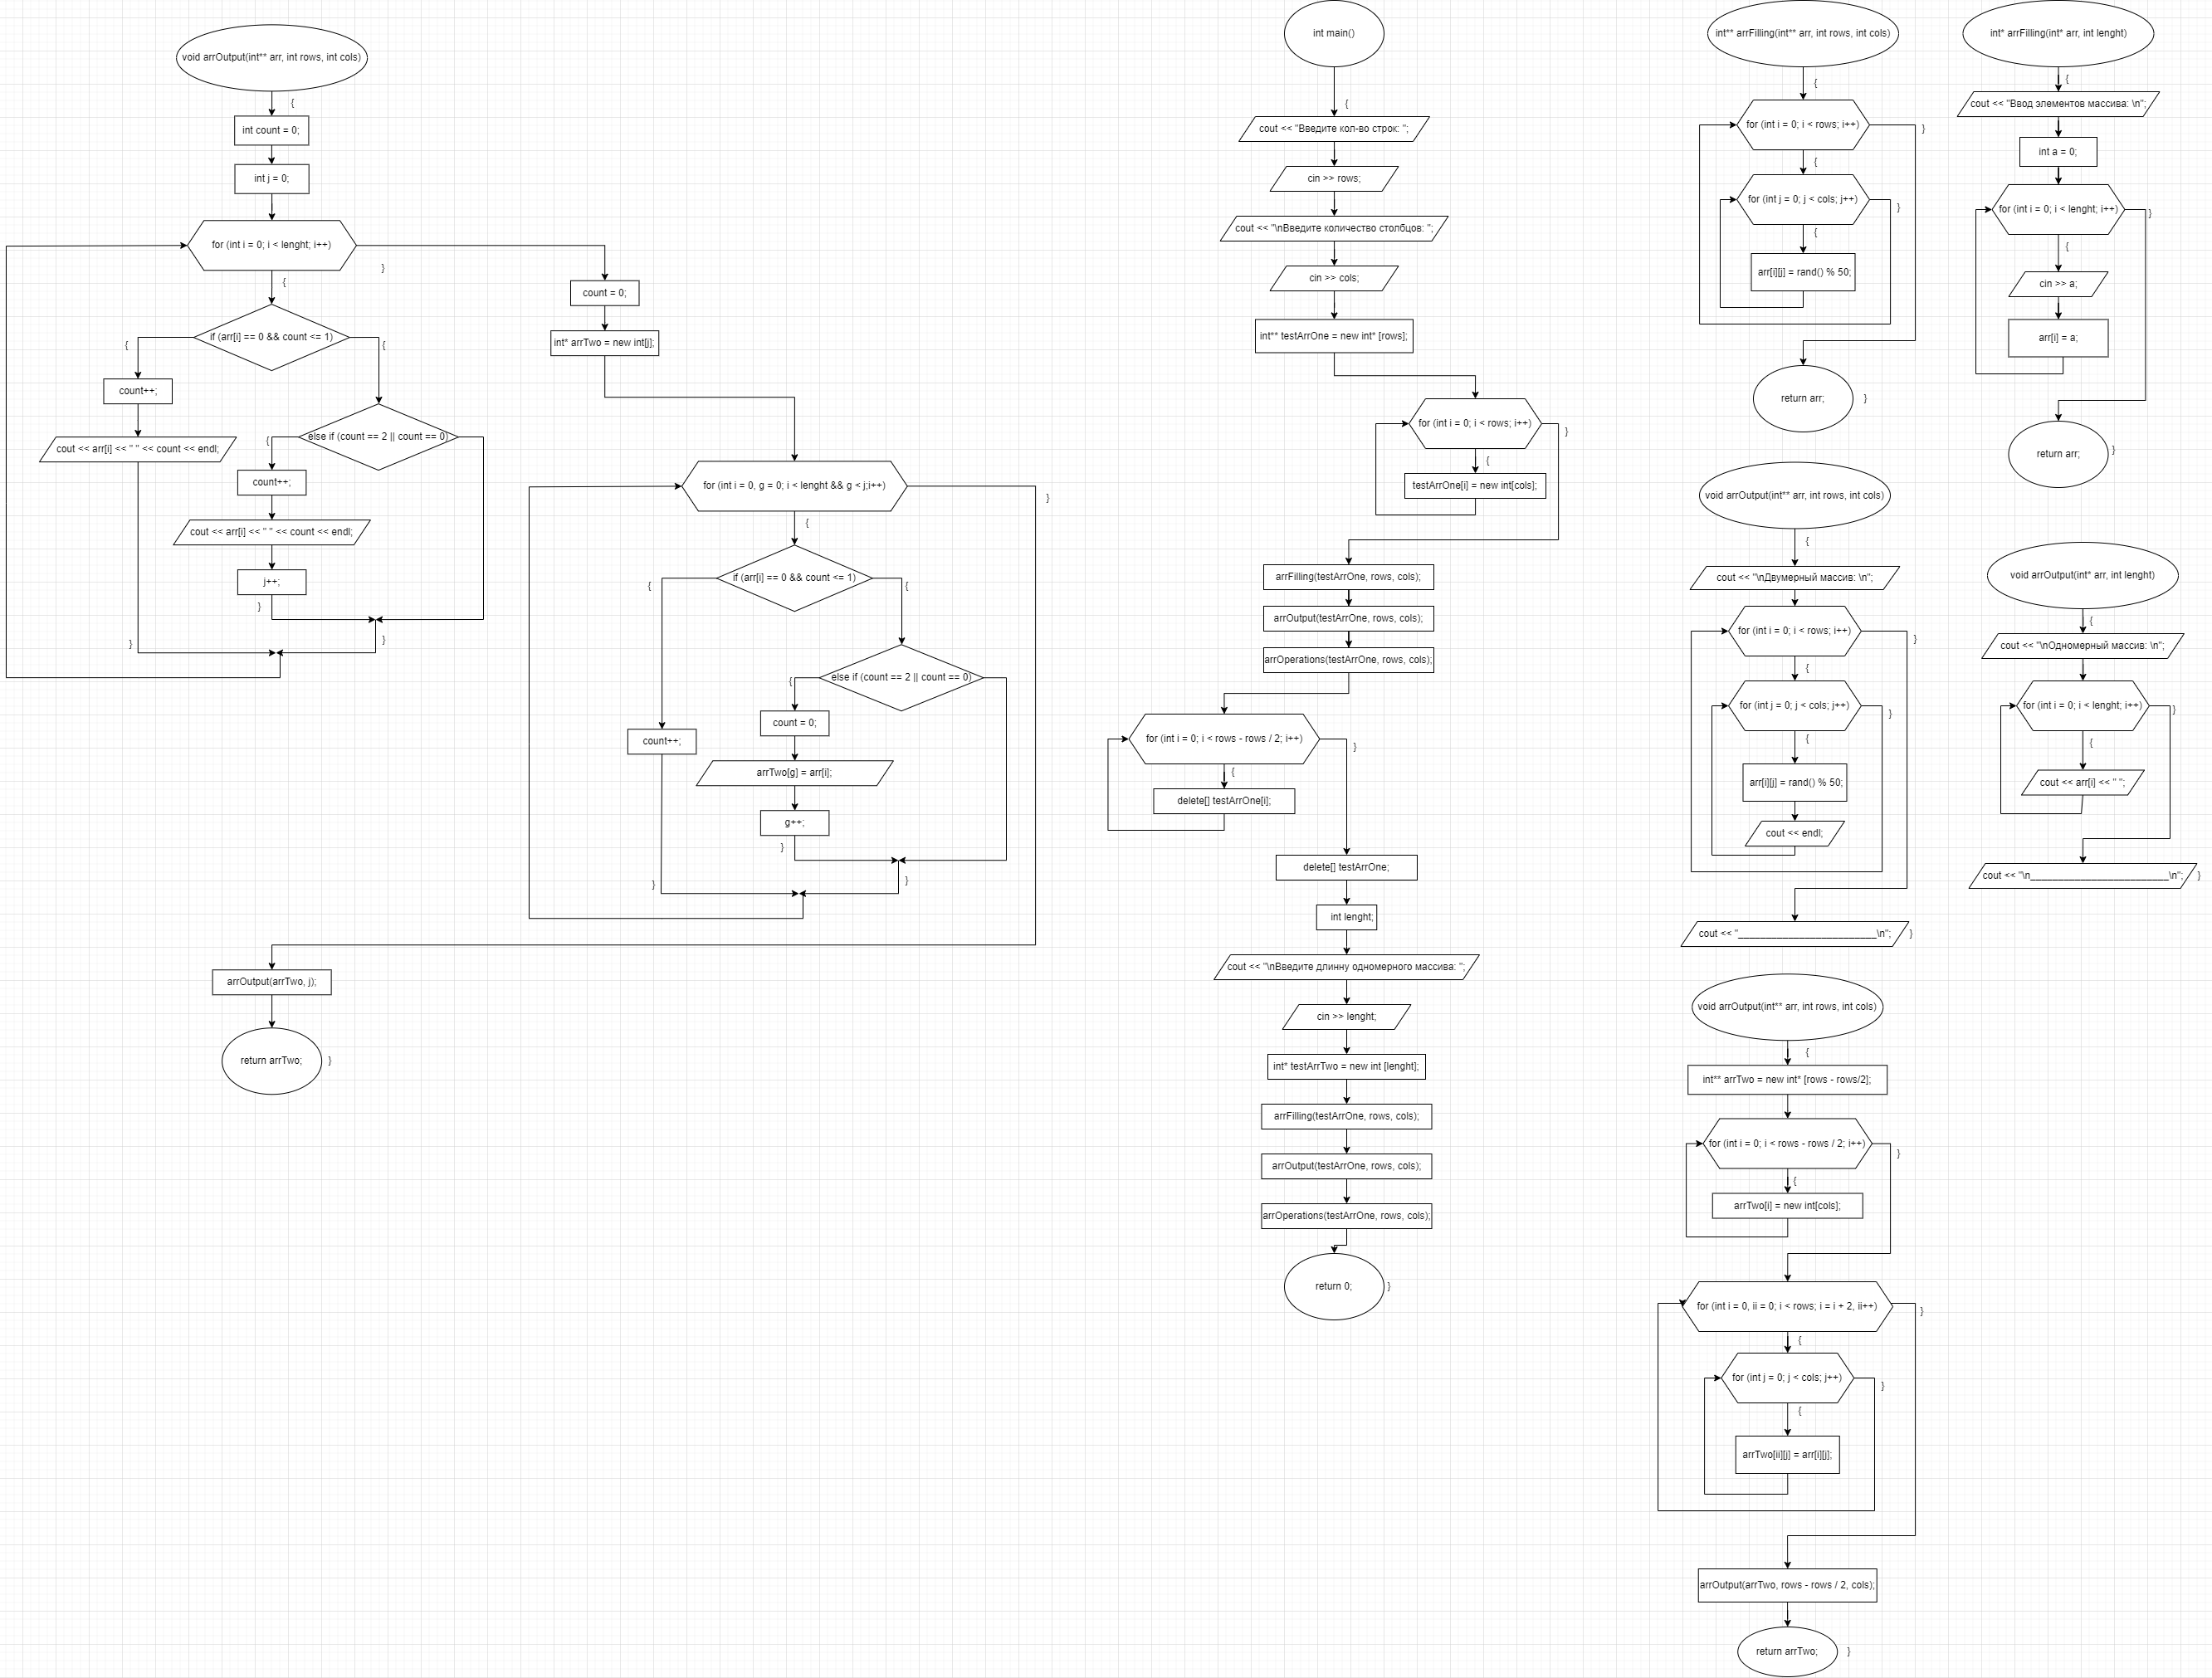 void arrOutput(int** arr, int rows, int cols)
{
int count = 0;
int j = 0;
for (int i = 0; i < lenght; i++)
}
{
if (arr[i] == 0 && count <= 1)
{
{
count++;
cout << arr[i] << " " << count << endl;
else if (count == 2 || count == 0)
{
count++;
cout << arr[i] << " " << count << endl;
j++;
}
}
}
count = 0;
int* arrTwo = new int[j];
for (int i = 0, g = 0; i < lenght && g < j;i++)
}
{
if (arr[i] == 0 && count <= 1)
{
{
else if (count == 2 || count == 0)
{
count = 0;
count++;
arrTwo[g] = arr[i];
g++;
}
}
}
arrOutput(arrTwo, j);
return arrTwo;
}
int main()
{
cout << "Введите кол-во строк: ";
cin >> rows;
cout << "\nВведите количество столбцов: ";
cin >> cols;
int** testArrOne = new int* [rows];
for (int i = 0; i < rows; i++)
}
{
testArrOne[i] = new int[cols];
arrFilling(testArrOne, rows, cols);
arrOutput(testArrOne, rows, cols);
arrOperations(testArrOne, rows, cols);
for (int i = 0; i < rows - rows / 2; i++)
}
{
delete[] testArrOne[i];
delete[] testArrOne;
int lenght;
cout << "\nВведите длинну одномерного массива: ";
cin >> lenght;
int* testArrTwo = new int [lenght];
arrFilling(testArrOne, rows, cols);
arrOutput(testArrOne, rows, cols);
arrOperations(testArrOne, rows, cols);
return 0;
}
int** arrFilling(int** arr, int rows, int cols)
{
for (int i = 0; i < rows; i++)
}
{
for (int j = 0; j < cols; j++)
}
{
arr[i][j] = rand() % 50;
return arr;
}
int* arrFilling(int* arr, int lenght)
{
cout << "Ввод элементов массива: \n";
int a = 0;
for (int i = 0; i < lenght; i++)
}
{
cin >> a;
arr[i] = a;
return arr;
}
void arrOutput(int** arr, int rows, int cols)
{
cout << "\nДвумерный массив: \n";
for (int i = 0; i < rows; i++)
}
{
for (int j = 0; j < cols; j++)
}
{
arr[i][j] = rand() % 50;
cout << endl;
cout << "_________________________\n";
}
void arrOutput(int* arr, int lenght)
{
cout << "\nОдномерный массив: \n";
for (int i = 0; i < lenght; i++)
}
{
cout << arr[i] << " ";
cout << "\n_________________________\n";
}
void arrOutput(int** arr, int rows, int cols)
{
int** arrTwo = new int* [rows - rows/2];
for (int i = 0; i < rows - rows / 2; i++)
}
{
arrTwo[i] = new int[cols];
for (int i = 0, ii = 0; i < rows; i = i + 2, ii++)
}
{
for (int j = 0; j < cols; j++)
}
{
arrTwo[ii][j] = arr[i][j];
arrOutput(arrTwo, rows - rows / 2, cols);
return arrTwo;
}